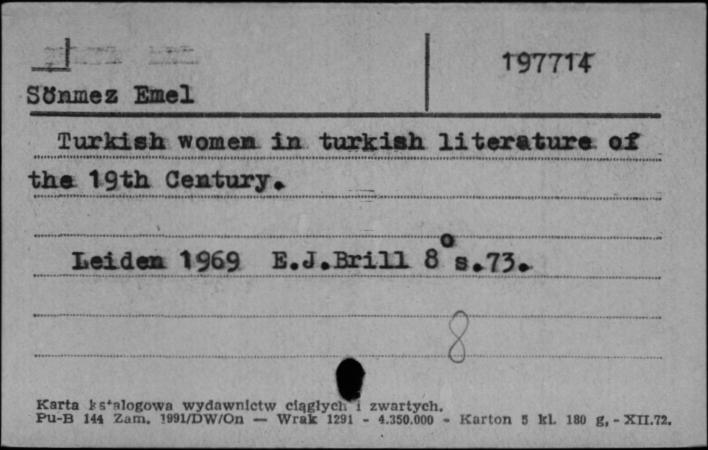 197714
Sönmez Emel
Turkish women in turkish literature of
the 19th Century.
Leiden 1969 E.J.Brill 8° s.73.
8
Karta katalogowa wydawnictw ciągłych i zwartych.
Pu-B 144 Zam. 1991/DW/On — Wrak 1291 - 4.350.000 - Karton 5 kl. 180 g, - XII.72.